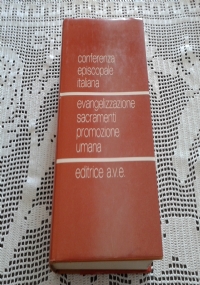 conferenza
episcopale
italiana
evangelizzazione
sacramenti
promozione
umana
editrice a.v.e.